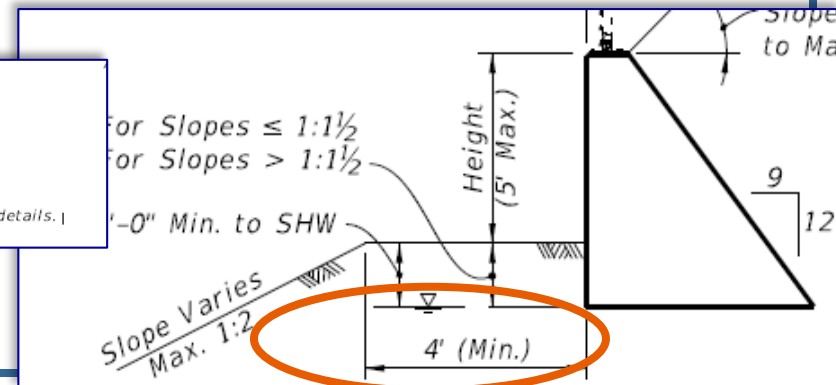 Slope
to Ma
For Slopes ≤ 1:1½
For Slopes > 1:1½
'-0" Min. to SHW
details.
Height
(5' Max.)
9
12
Slope Varies
Max. 1:2
4' (Min.)